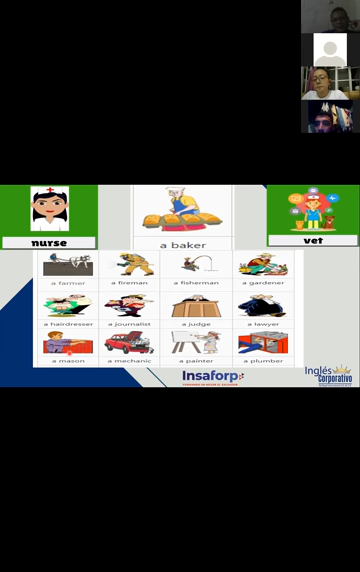 nurse
a baker
vet
a farmer
a fireman
a fisherman
a gardener
a hairdresser
a journalist
a judge
a lawyer
a mason
a mechanic
a painter
a plumber
Insaforp
Inglés
Corporativo